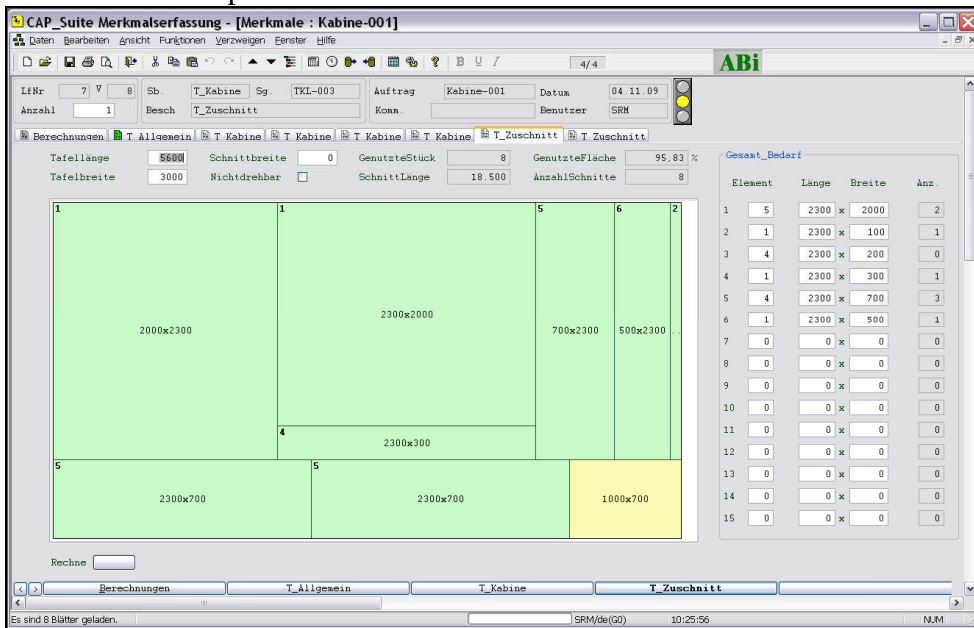 CAP_Suite Merkmalserfassung - [Merkmale : Kabine-001]
Daten Bearbeiten Ansicht Funktionen Verzweigen Fenster Hilfe
B U I 4/4 ABi
LfNr 7 V 8 Sb. T_Kabine Sg. TKL-003 Auftrag Kabine-001 Datum 04.11.09
Anzahl 1 Besch T_Zuschnitt Komm. Benutzer SRM
Berechnungen T Allgemein T Kabine T Kabine T Kabine T Kabine T_Zuschnitt T Zuschnitt
Tafellänge 5600 Schnittbreite 0 GenutzteStück 8 GenutzteFläche 95,83 %
Tafelbreite 3000 Nichtdrehbar SchnittLänge 18.500 AnzahlSchnitte 8
1 1 5 6 2
2000x2300
2300x2000
700x2300
500x2300
..
4
2300x300
5 5
2300x700
2300x700
1000x700
Gesamt_Bedarf
Element Länge Breite Anz.
1 5 2300 x 2000 2
2 1 2300 x 100 1
3 4 2300 x 200 0
4 1 2300 x 300 1
5 4 2300 x 700 3
6 1 2300 x 500 1
7 0 0 x 0 0
8 0 0 x 0 0
9 0 0 x 0 0
10 0 0 x 0 0
11 0 0 x 0 0
12 0 0 x 0 0
13 0 0 x 0 0
14 0 0 x 0 0
15 0 0 x 0 0
Rechne
Berechnungen T_Allgemein T_Kabine T_Zuschnitt
Es sind 8 Blätter geladen. SRM/de(G0) 10:25:56 NUM